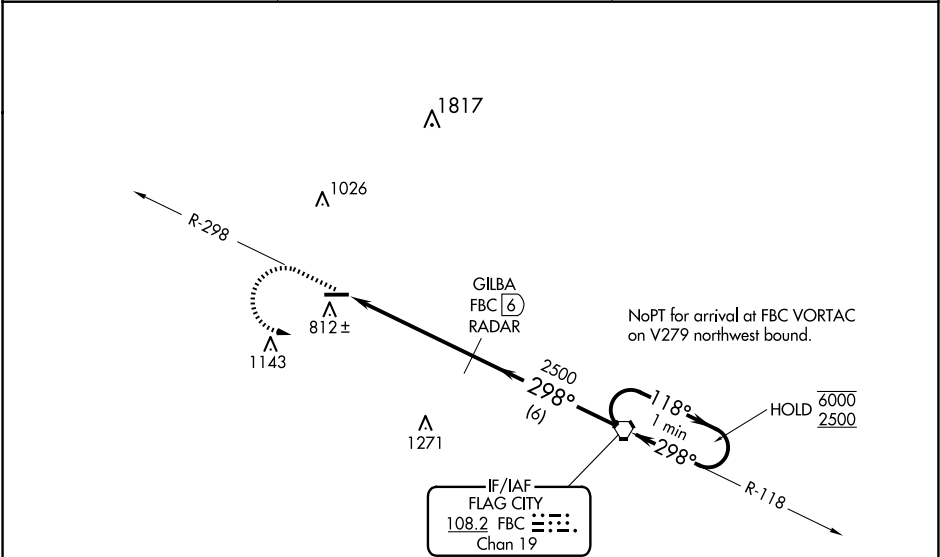 1817
1026
R-298
GILBA
FBC 6
RADAR
812 ±
1143
NoPT for arrival at FBC VORTAC
on V279 northwest bound.
2500
298°
(6)
118°
1 min
298°
HOLD 6000
2500
1271
R-118
IF/IAF
FLAG CITY
108.2 FBC
Chan 19